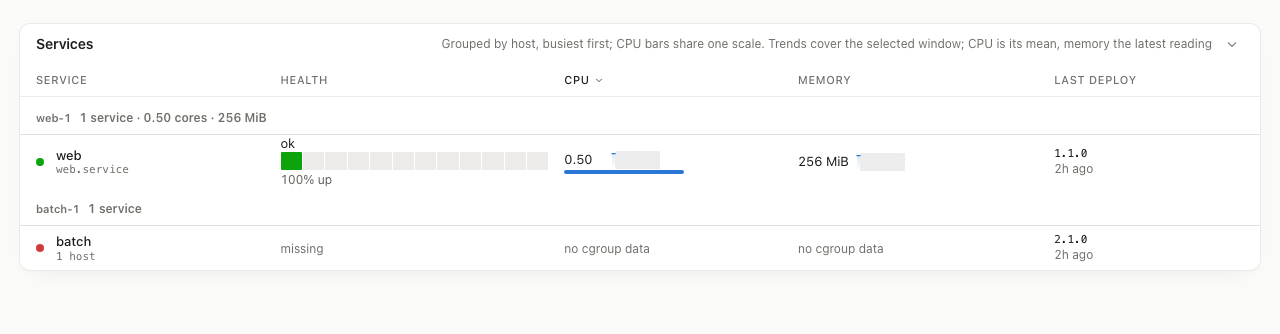 Services
Grouped by host, busiest first; CPU bars share one scale. Trends cover the selected window; CPU is its mean, memory the latest reading
SERVICE HEALTH CPU MEMORY LAST DEPLOY
web-1 1 service · 0.50 cores · 256 MiB
ok
web 0.50 256 MiB 1.1.0
web.service 2h ago
100% up
batch-1 1 service
batch missing no cgroup data no cgroup data 2.1.0
1 host 2h ago